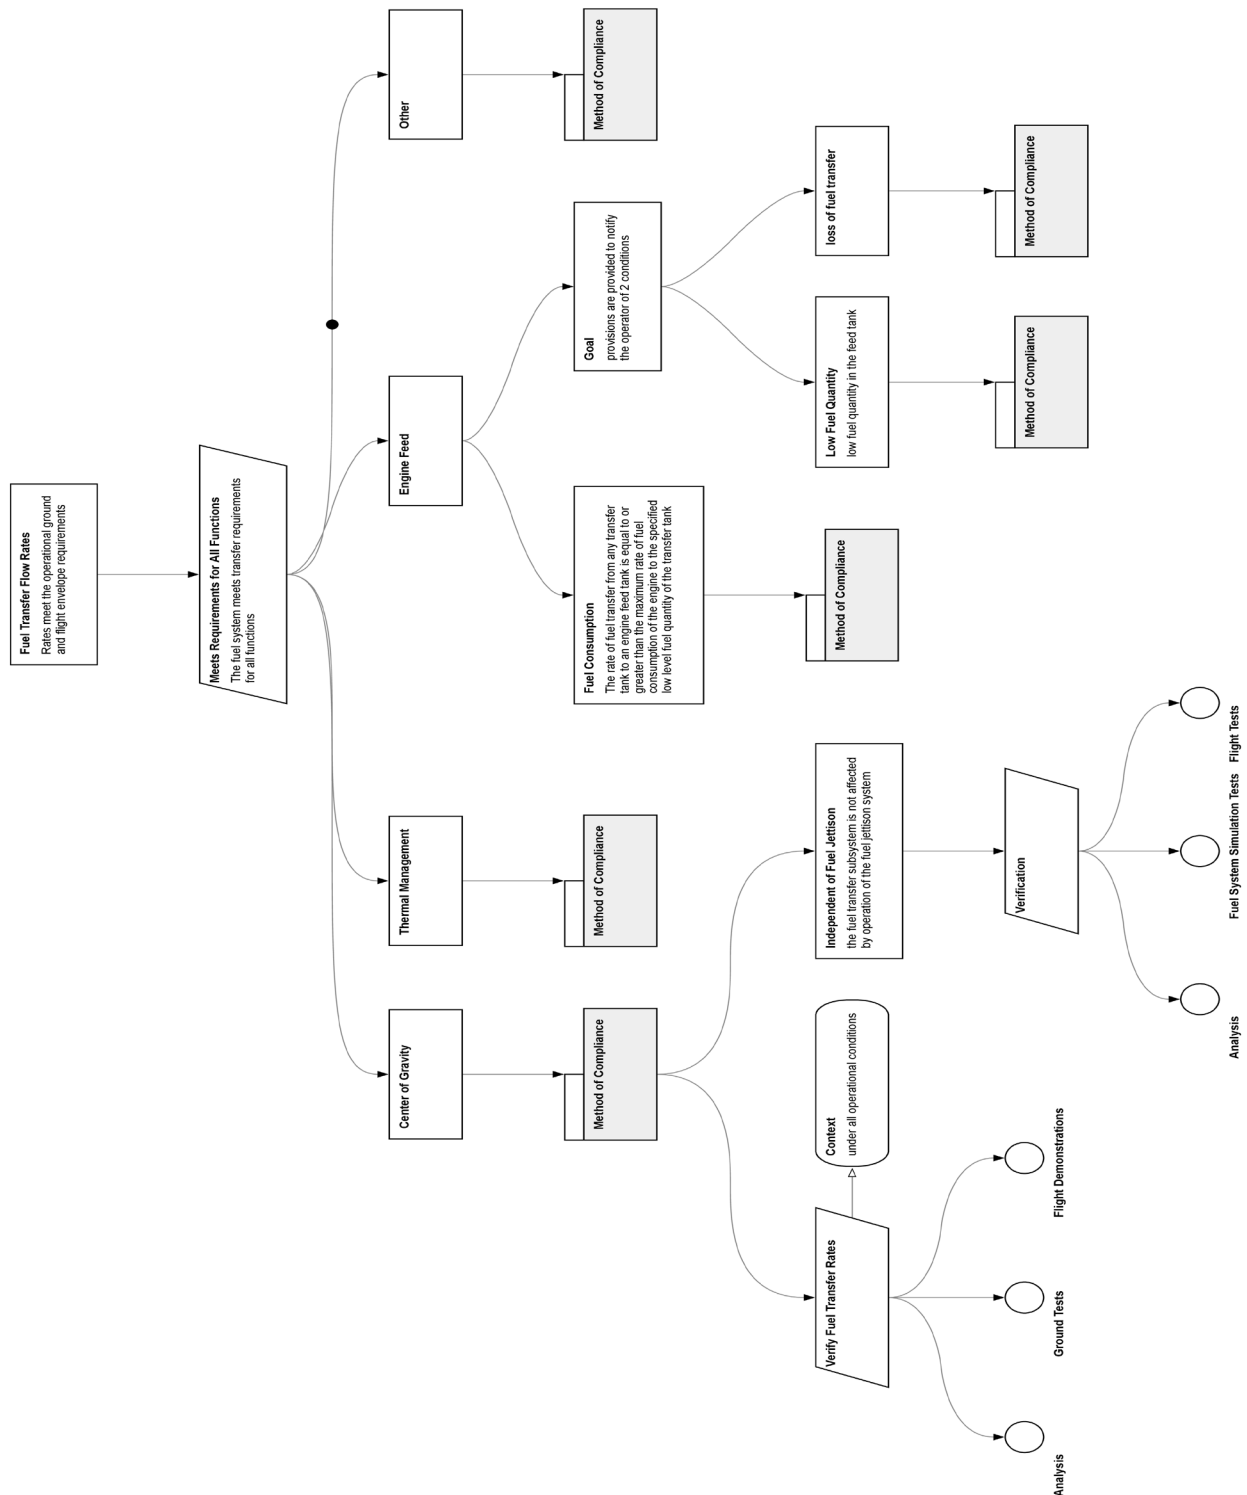 Fuel Transfer Flow Rates
Rates meet the operational ground
and flight envelope requirements
Meets Requirements for All Functions
The fuel system meets transfer requirements
for all functions
Center of Gravity
Thermal Management
Engine Feed
Other
Method of Compliance
Method of Compliance
Fuel Consumption
The rate of fuel transfer from any transfer
tank to an engine feed tank is equal to or
greater than the maximum rate of fuel
consumption of the engine to the specified
low level fuel quantity of the transfer tank
Goal
provisions are provided to notify
the operator of 2 conditions
Method of Compliance
Verify Fuel Transfer Rates
Context
under all operational conditions
Independent of Fuel Jettison
the fuel transfer subsystem is not affected
by operation of the fuel jettison system
Method of Compliance
Low Fuel Quantity
low fuel quantity in the feed tank
loss of fuel transfer
Analysis
Ground Tests
Flight Demonstrations
Verification
Method of Compliance
Method of Compliance
Analysis
Fuel System Simulation Tests
Flight Tests